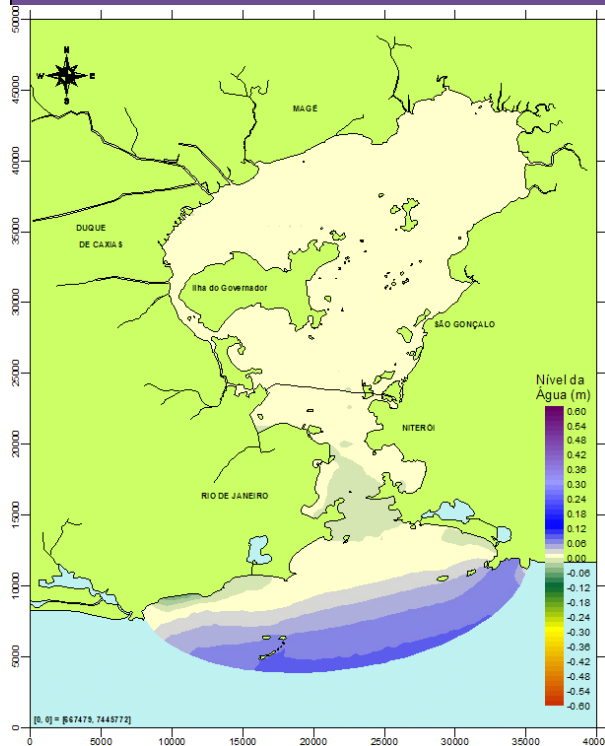 50000
45000
40000
35000
30000
25000
20000
15000
10000
5000
0
N
W E
S
MAGÉ
DUQUE
DE CAXIAS
Ilha do Governador
SÃO GONÇALO
NITERÓI
RIO DE JANEIRO
Nível da
Água (m)
0.60
0.54
0.48
0.42
0.36
0.30
0.24
0.18
0.12
0.06
0.00
-0.06
-0.12
-0.18
-0.24
-0.30
-0.36
-0.42
-0.48
-0.54
-0.60
[0, 0] = [667479, 7445772]
0 5000 10000 15000 20000 25000 30000 35000 4000